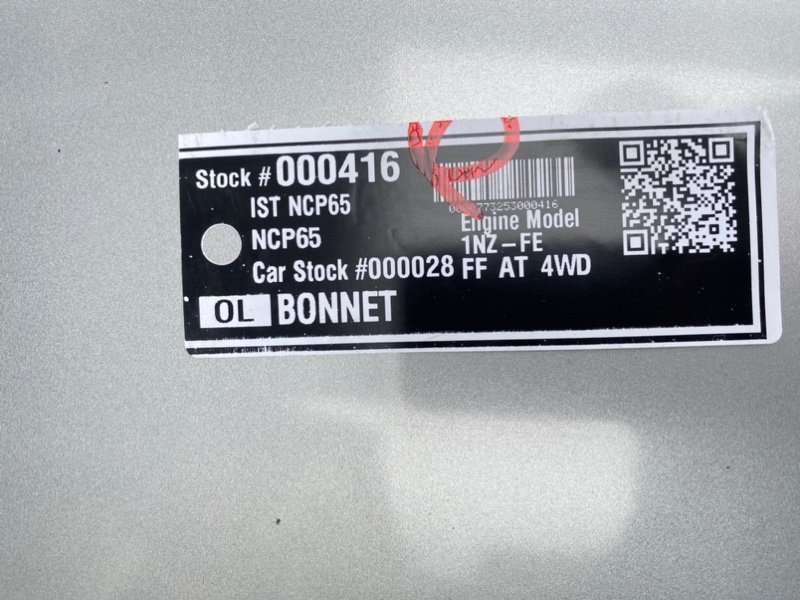 Stock # 000416
IST NCP65
NCP65
Car Stock #000028
Engine Model
1NZ-FE
FF AT 4WD
OL BONNET